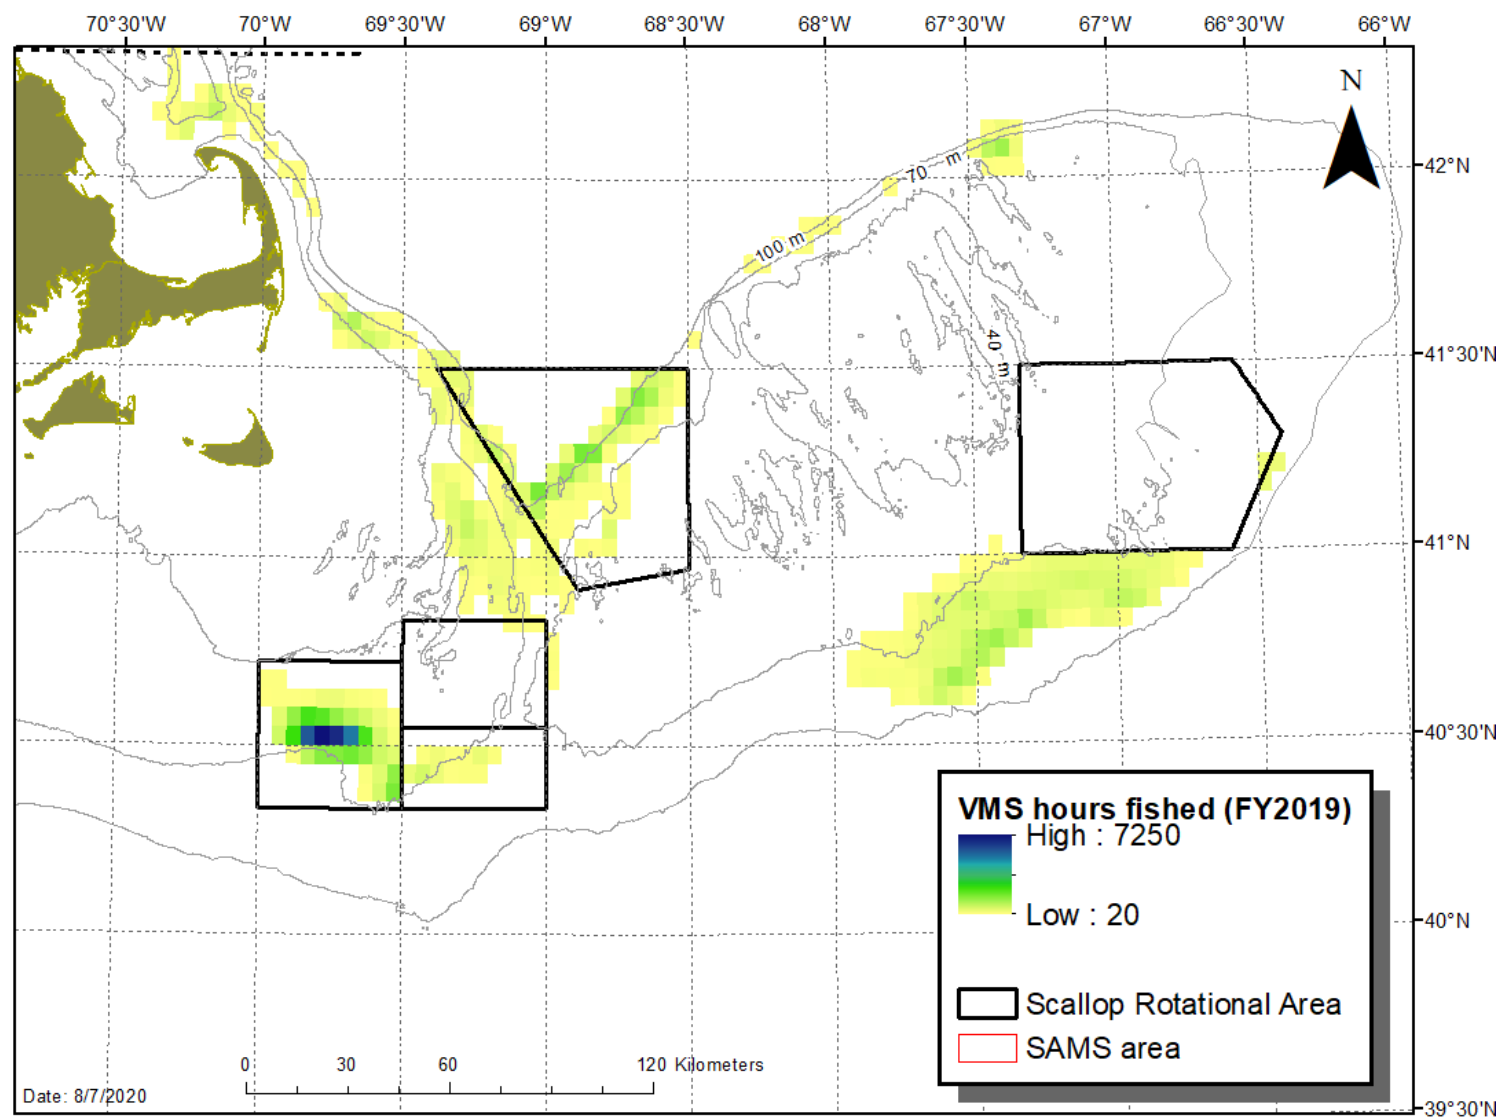 70°30'W 70°W 69°30'W 69°W 68°30'W 68°W 67°30'W 67°W 66°30'W 66°W
N
42°N
70 m
100 m
40 m
41°30'N
41°N
40°30'N
VMS hours fished (FY2019)
High : 7250
Low : 20
40°N
Scallop Rotational Area
SAMS area
0 30 60 120 Kilometers
Date: 8/7/2020
39°30'N